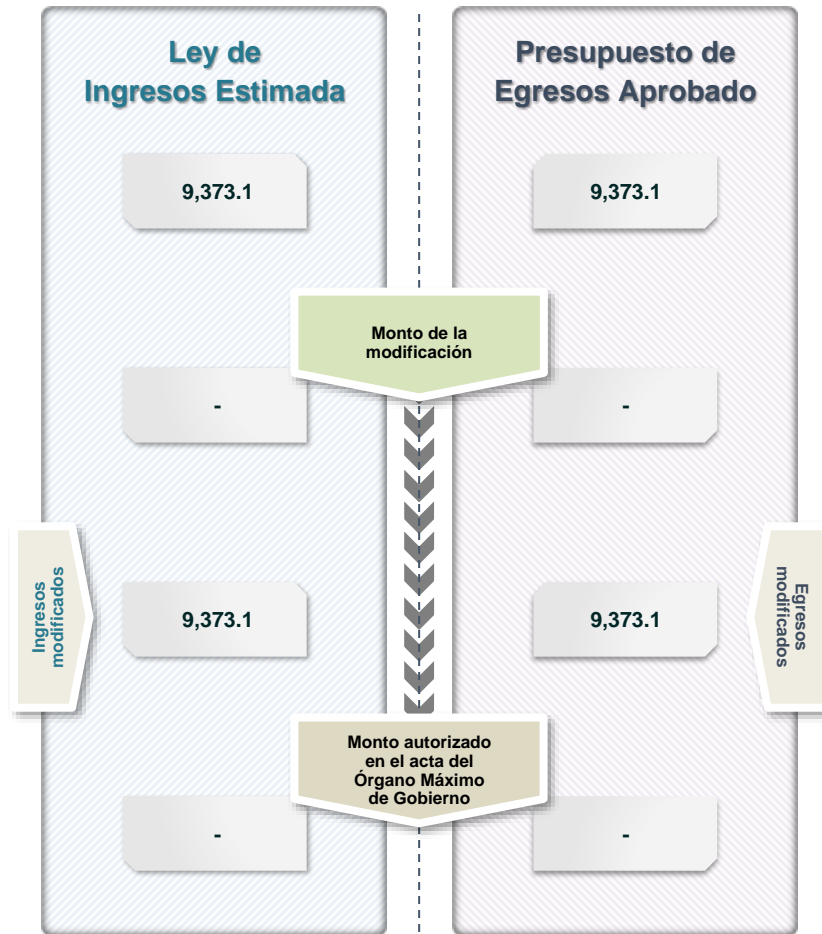 Ley de
Ingresos Estimada
Presupuesto de
Egresos Aprobado
9,373.1
9,373.1
Monto de la
modificación
-
-
Ingresos
modificados
9,373.1
9,373.1
Egresos
modificados
Monto autorizado
en el acta del
Órgano Máximo
de Gobierno
-
-